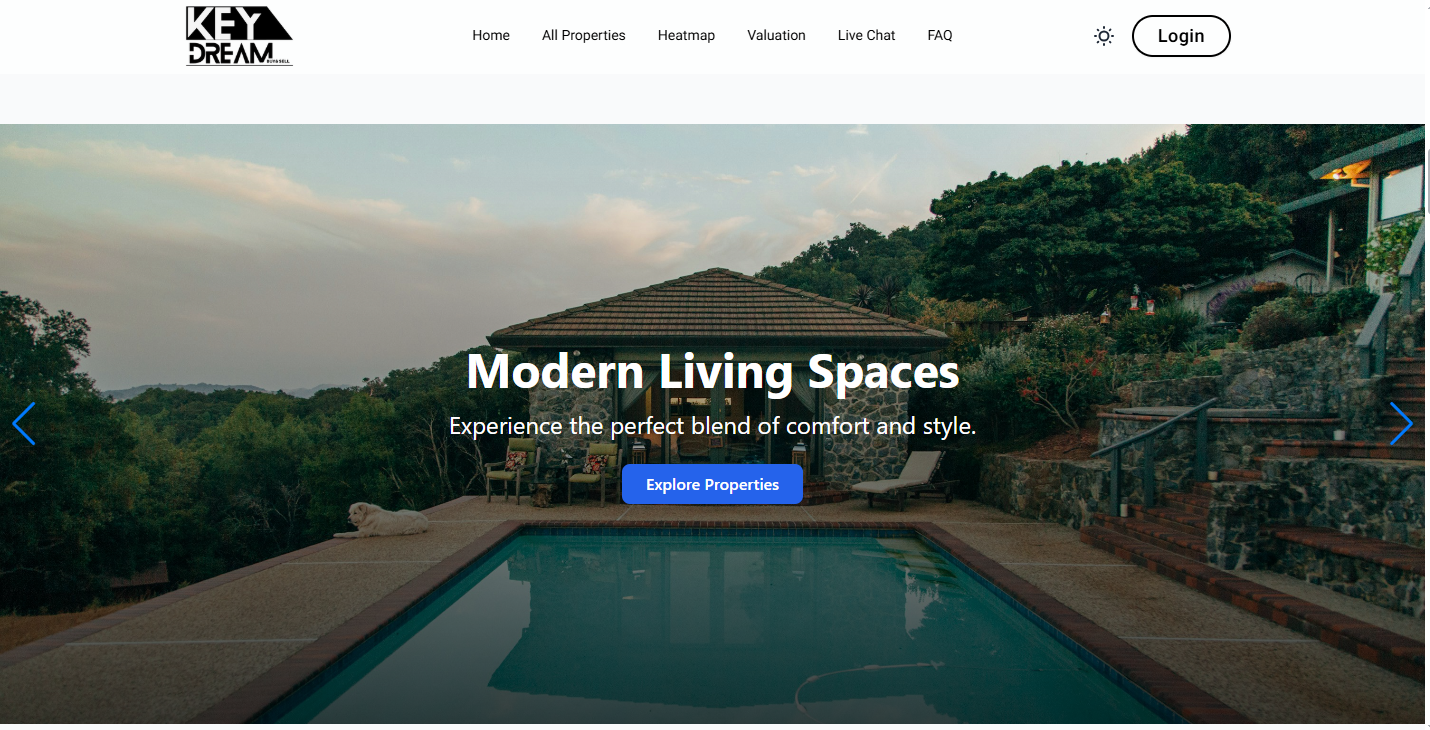 KEY
DREAM
BUY&SELL
Home
All Properties
Heatmap
Valuation
Live Chat
FAQ
Login
Modern Living Spaces
Experience the perfect blend of comfort and style.
Explore Properties